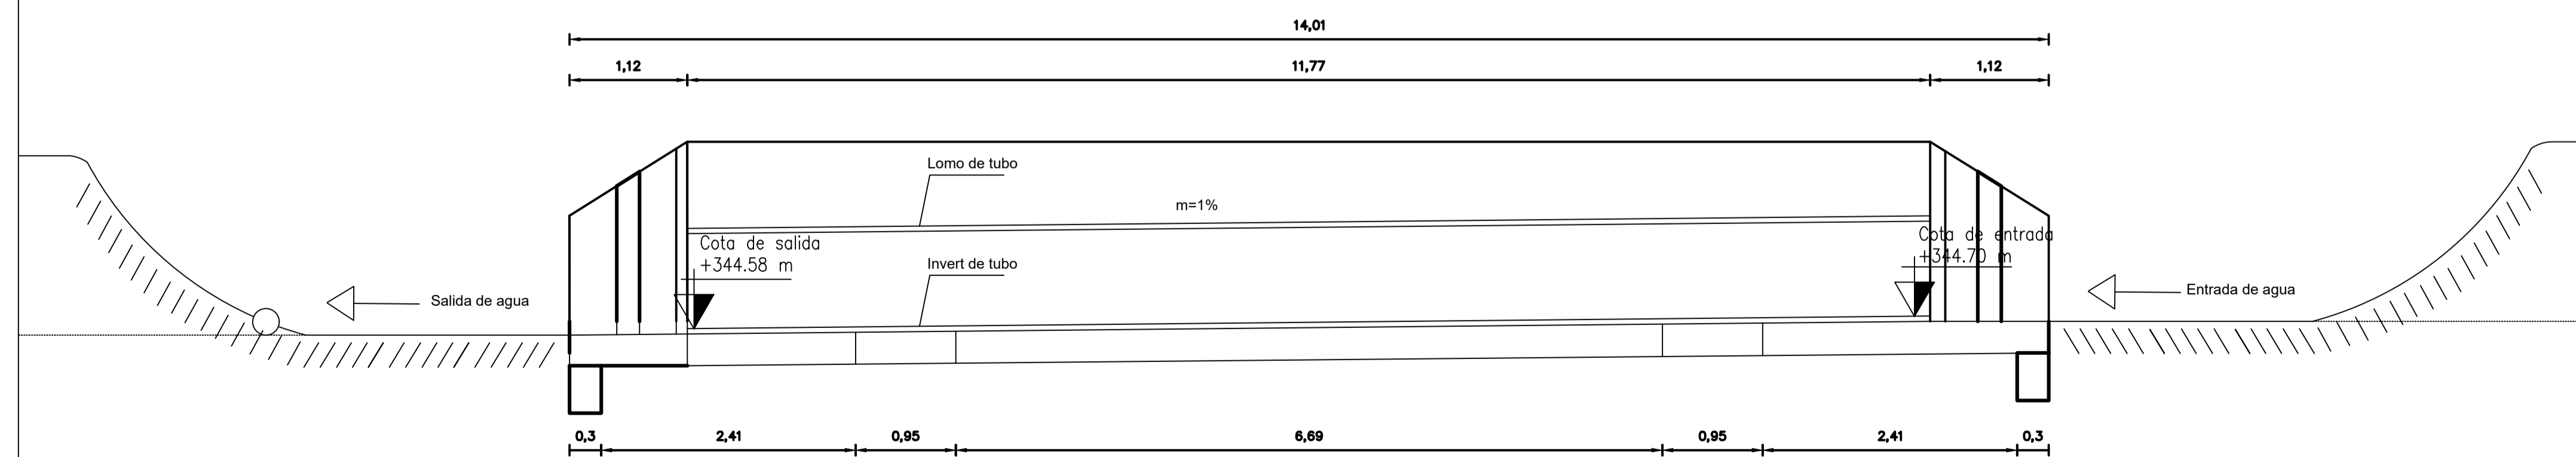 14,01
1,12
11,77
1,12
Lomo de tubo
m=1%
Cota de salida
+344.58 m
Cota de entrada
+344.70 m
Invert de tubo
Salida de agua
Entrada de agua
0,3
2,41
0,95
6,69
0,95
2,41
0,3